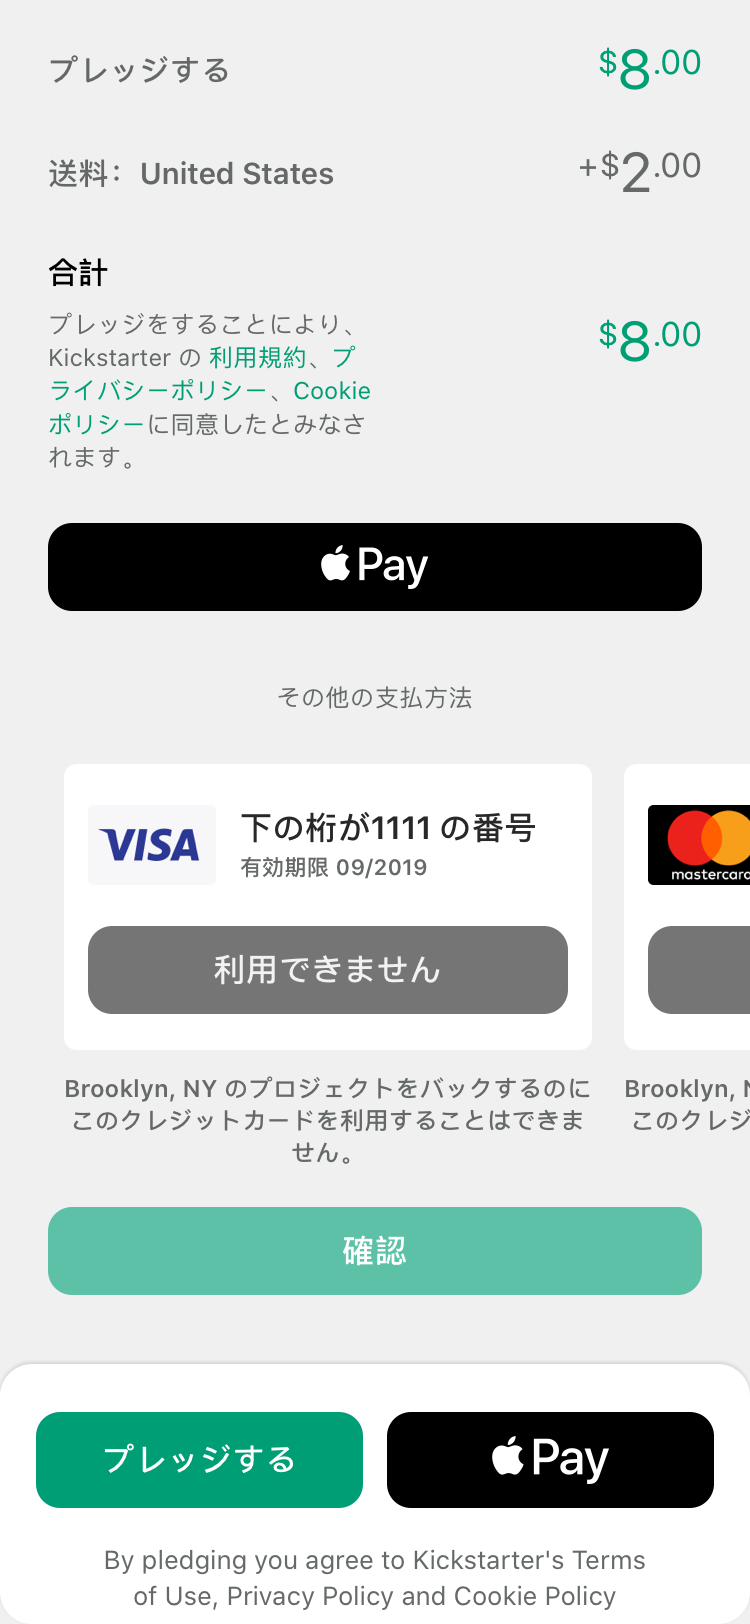 プレッジする $8.00
送料： United States +$2.00
合計
プレッジをすることにより、
Kickstarter の 利用規約、プ
ライバシーポリシー、Cookie
ポリシーに同意したとみなさ
れます。
$8.00
Pay
その他の支払方法
VISA
下の桁が1111 の番号
有効期限 09/2019
利用できません
Brooklyn, NY のプロジェクトをバックするのに
このクレジットカードを利用することはできま
せん。
mastercard
Brooklyn, N
このクレジ
確認
プレッジする
Pay
By pledging you agree to Kickstarter's Terms
of Use, Privacy Policy and Cookie Policy